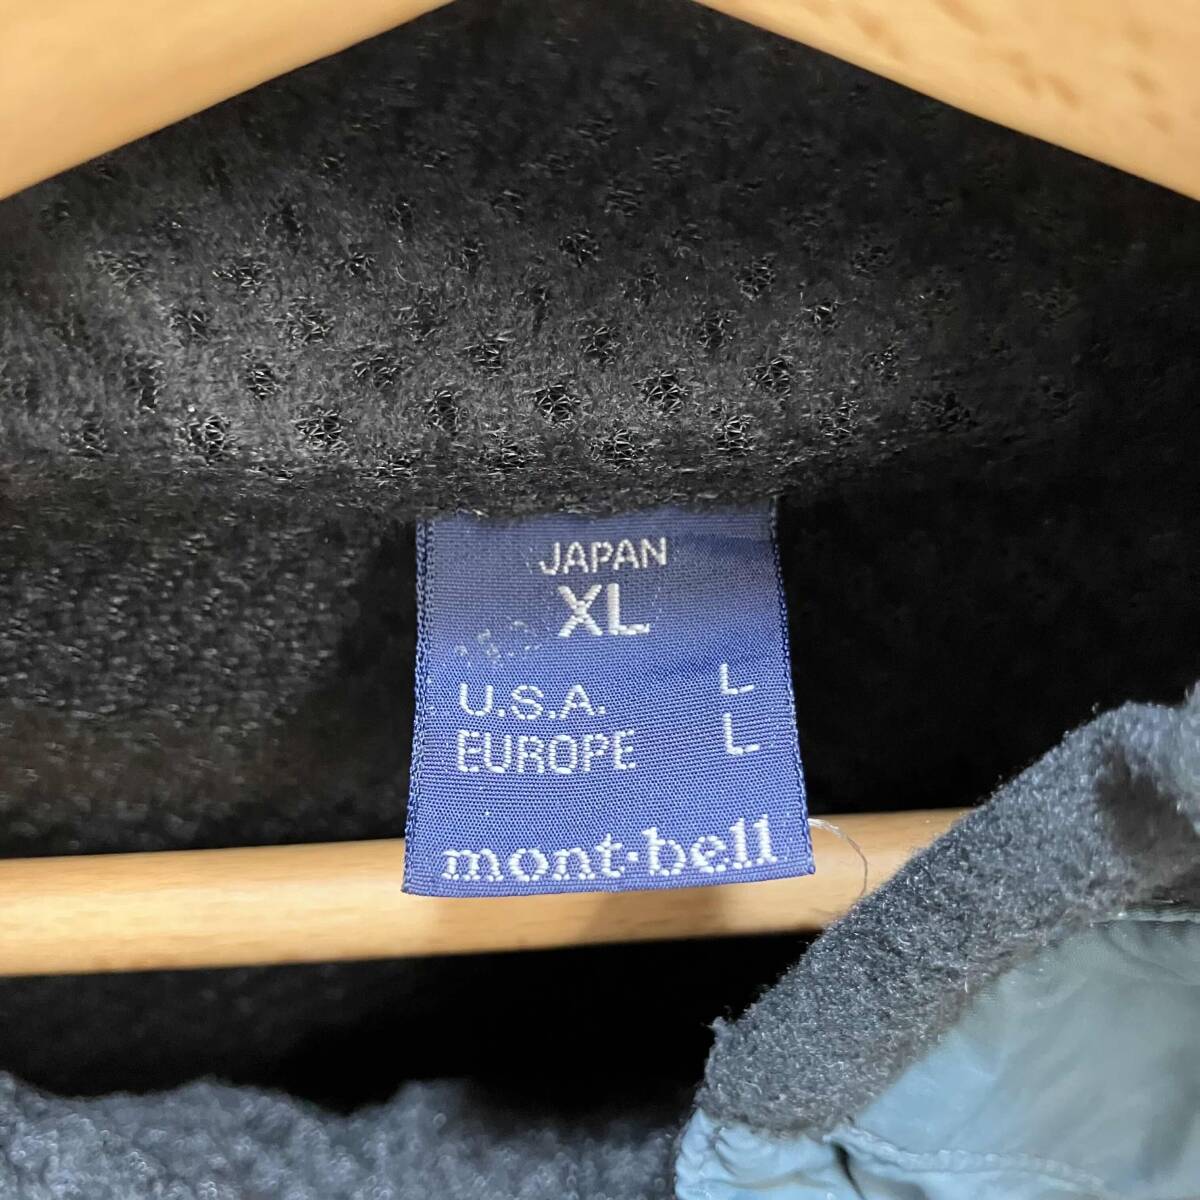 JAPAN
XL
U.S.A. L
EUROPE L
mont-bell